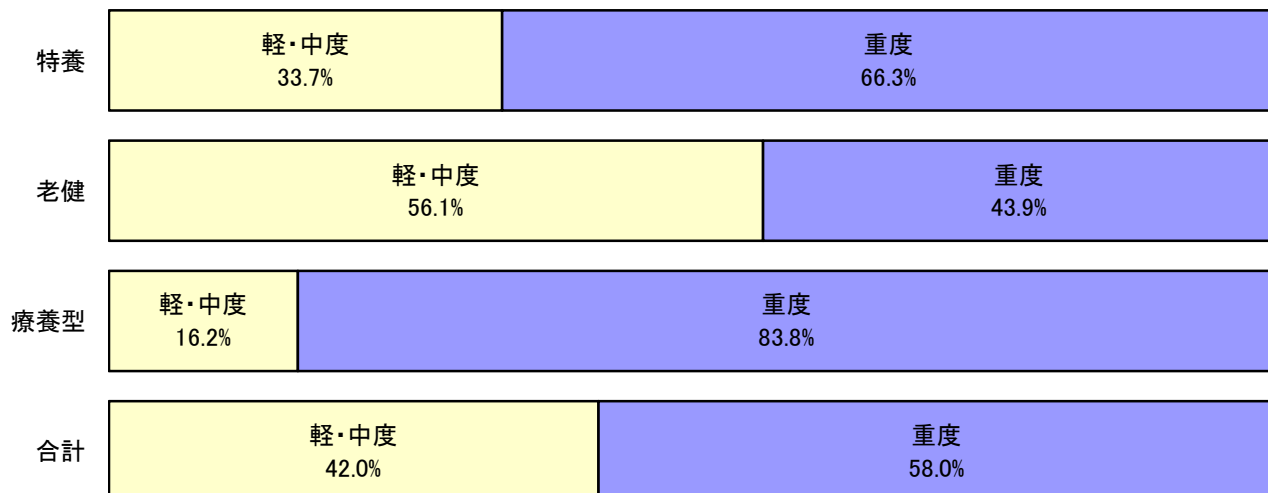 特養
軽・中度
33.7%
重度
66.3%
老健
軽・中度
56.1%
重度
43.9%
療養型
軽・中度
16.2%
重度
83.8%
合計
軽・中度
42.0%
重度
58.0%